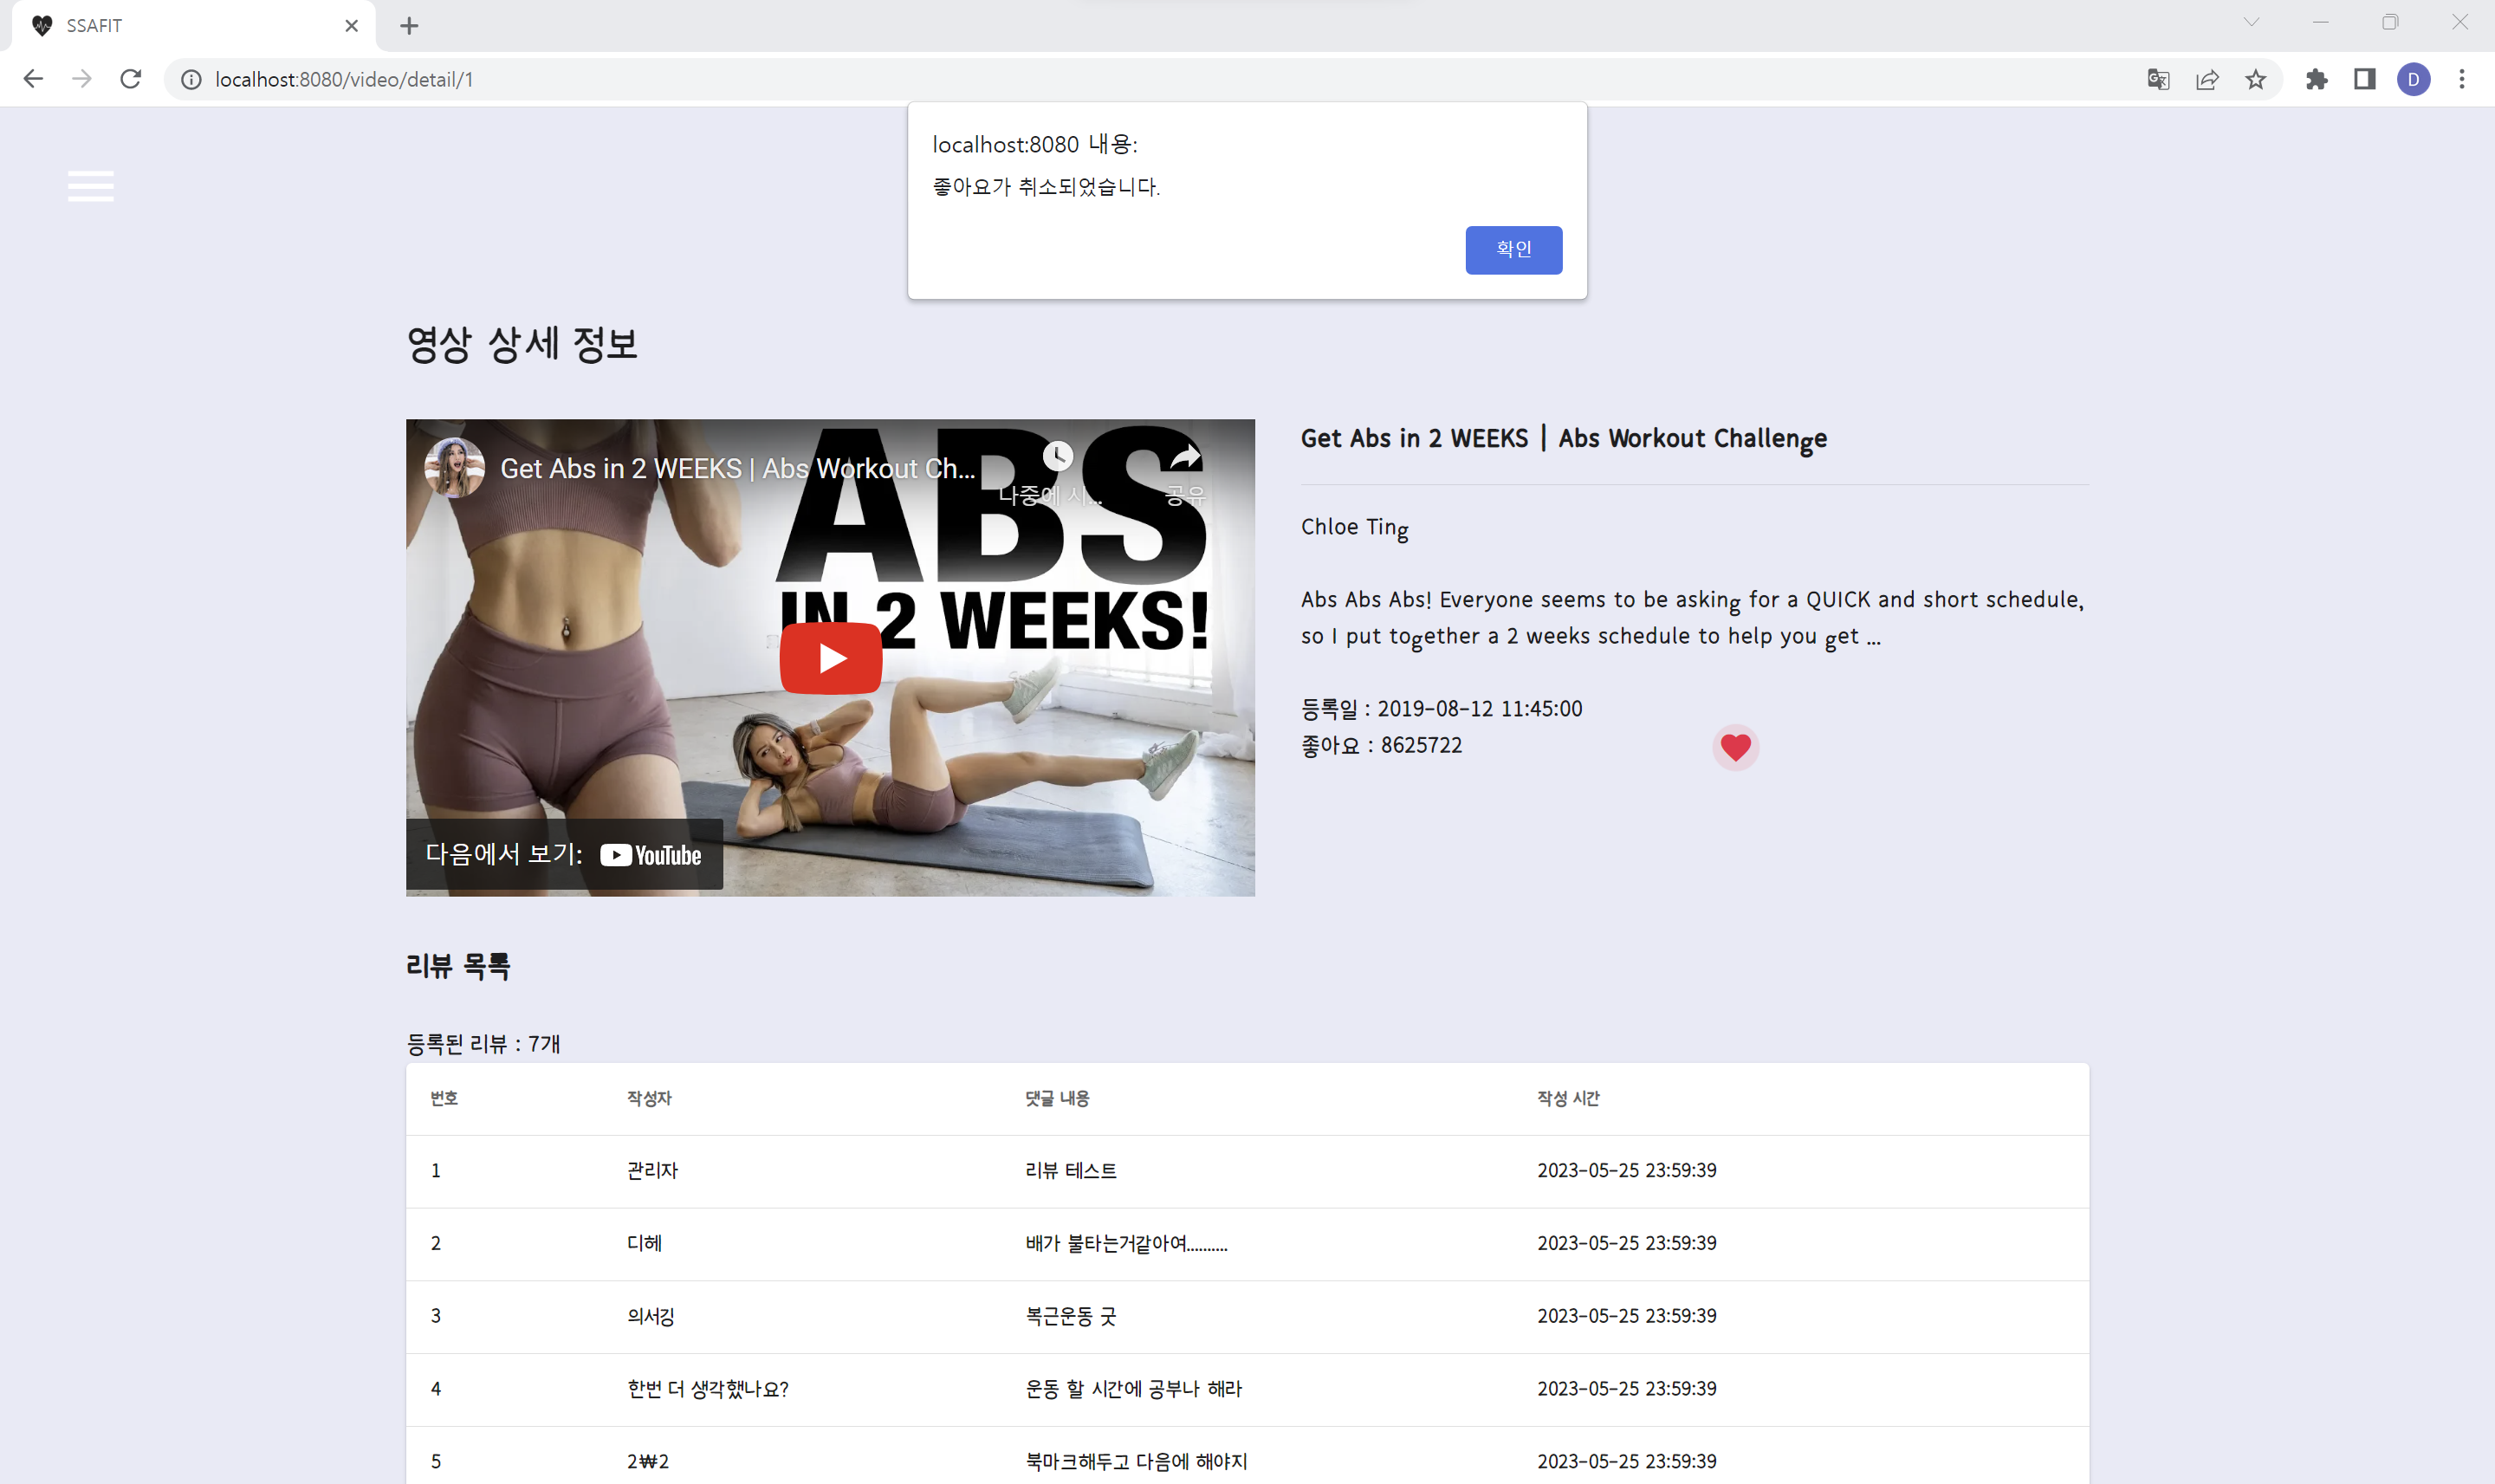 SSAFIT
localhost:8080/video/detail/1
D
localhost:8080 내용:
좋아요가 취소되었습니다.
확인
영상 상세 정보
Get Abs in 2 WEEKS | Abs Workout Ch...
나중에 시...
공유
ABS
IN 2 WEEKS!
다음에서 보기: YouTube
Get Abs in 2 WEEKS | Abs Workout Challenge
Chloe Ting
Abs Abs Abs! Everyone seems to be asking for a QUICK and short schedule,
so I put together a 2 weeks schedule to help you get ...
등록일 : 2019-08-12 11:45:00
좋아요 : 8625722
리뷰 목록
등록된 리뷰 : 7개
번호 작성자 댓글 내용 작성 시간
1 관리자 리뷰 테스트 2023-05-25 23:59:39
2 디헤 배가 불타는거같아여.......... 2023-05-25 23:59:39
3 의서깅 복근운동 굿 2023-05-25 23:59:39
4 한번 더 생각했나요? 운동 할 시간에 공부나 해라 2023-05-25 23:59:39
5 2₩2 북마크해두고 다음에 해야지 2023-05-25 23:59:39